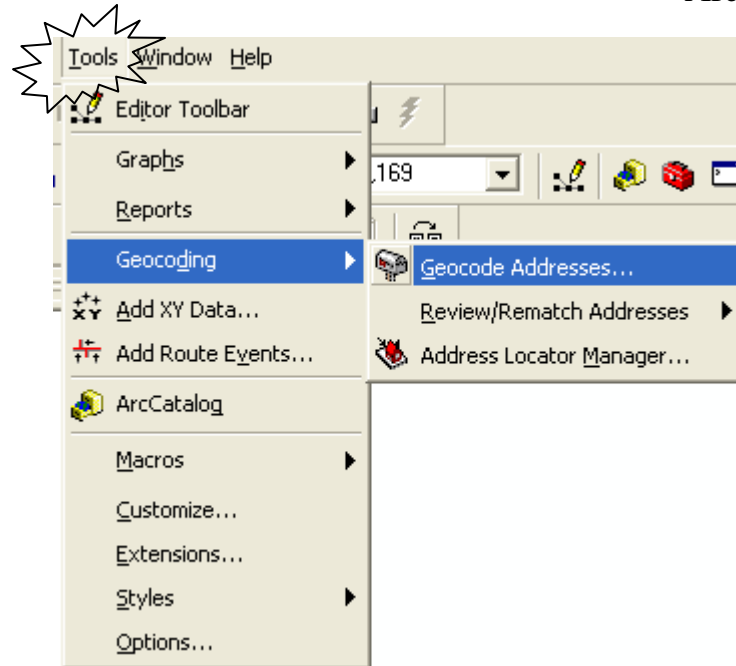 Tools Window Help
Editor Toolbar
Graphs
,169
Reports
Geocoding
Geocode Addresses...
Add XY Data...
Review/Rematch Addresses
Add Route Events...
Address Locator Manager...
ArcCatalog
Macros
Customize...
Extensions...
Styles
Options...